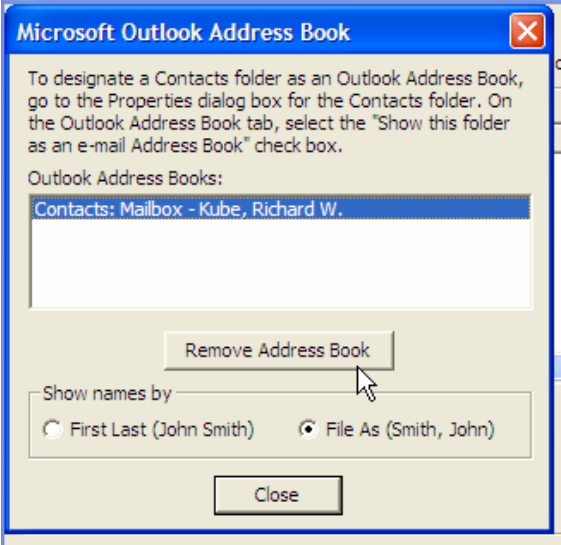 Microsoft Outlook Address Book
To designate a Contacts folder as an Outlook Address Book,
go to the Properties dialog box for the Contacts folder. On
the Outlook Address Book tab, select the "Show this folder
as an e-mail Address Book" check box.
Outlook Address Books:
Contacts: Mailbox - Kube, Richard W.
Remove Address Book
Show names by
First Last (John Smith)
File As (Smith, John)
Close